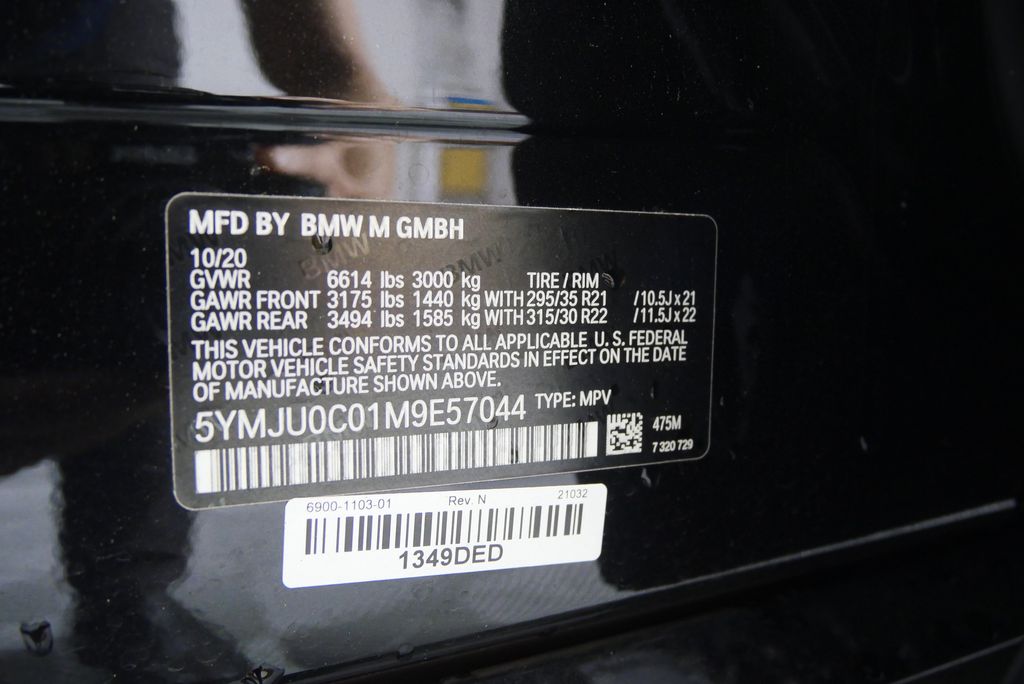 MFD BY BMW M GMBH
10/20
GVWR 6614 lbs 3000 kg TIRE / RIM
GAWR FRONT 3175 lbs 1440 kg WITH 295/35 R21 /10.5J x 21
GAWR REAR 3494 lbs 1585 kg WITH 315/30 R22 /11.5J x 22
THIS VEHICLE CONFORMS TO ALL APPLICABLE U. S. FEDERAL
MOTOR VEHICLE SAFETY STANDARDS IN EFFECT ON THE DATE
OF MANUFACTURE SHOWN ABOVE.
5YMJU0C01M9E57044 TYPE: MPV
475M
7 320 729
6900-1103-01 Rev. N 21032
1349DED